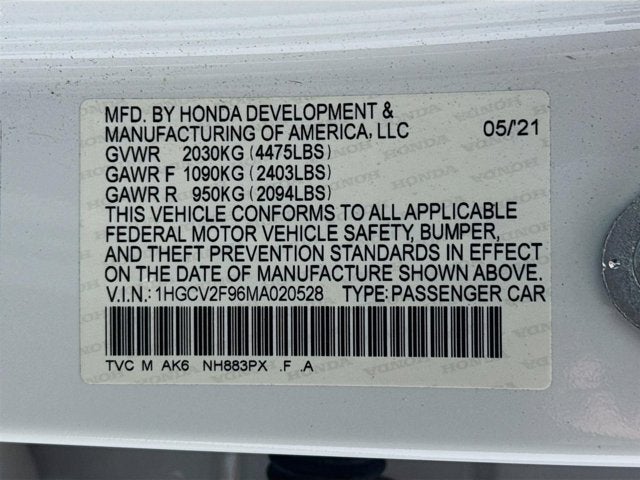 MFD. BY HONDA DEVELOPMENT &
MANUFACTURING OF AMERICA, LLC 05/'21
GVWR 2030KG (4475LBS)
GAWR F 1090KG (2403LBS)
GAWR R 950KG (2094LBS)
THIS VEHICLE CONFORMS TO ALL APPLICABLE
FEDERAL MOTOR VEHICLE SAFETY, BUMPER,
AND THEFT PREVENTION STANDARDS IN EFFECT
ON THE DATE OF MANUFACTURE SHOWN ABOVE.
V.I.N.: 1HGCV2F96MA020528 TYPE: PASSENGER CAR
TVC M AK6 NH883PX .F .A